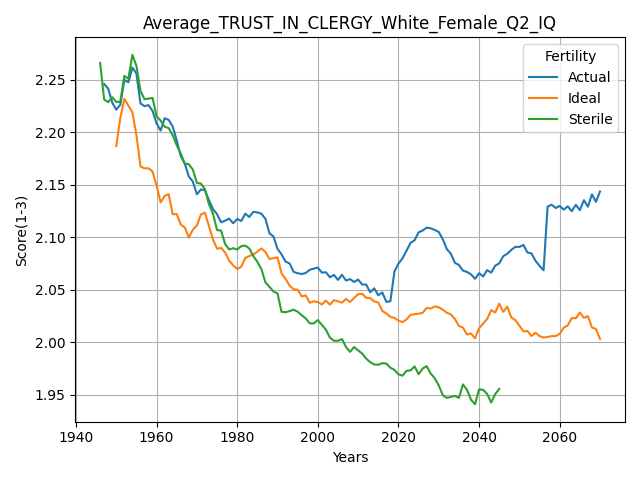 Average_TRUST_IN_CLERGY_White_Female_Q2_IQ
Fertility
Actual
Ideal
Sterile
Score(1-3)
2.25
2.20
2.15
2.10
2.05
2.00
1.95
1940 1960 1980 2000 2020 2040 2060
Years